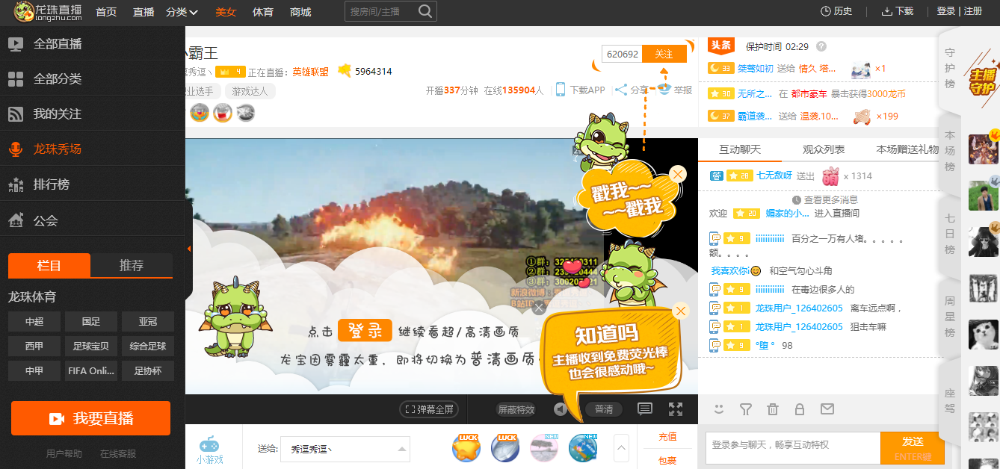 龙珠直播
longzhu.com
首页 直播 分类 美女 体育 商城
搜房间/主播
历史 下载 登录 | 注册
全部直播
全部分类
我的关注
龙珠秀场
排行榜
公会
栏目 推荐
龙珠体育
中超 国足 亚冠
西甲 足球宝贝 综合足球
中甲 FIFA Onli... 足协杯
我要直播
用户帮助 在线客服
霸王
秀逗丶 4 正在直播: 英雄联盟 5964314
业选手 游戏达人
620692 关注
开播337分钟 在线135904人 下载APP 分享 举报
戳我~~
~~戳我
①群:
②群:
③群:
新浪微博:
点击 登录 继续看超/高清画质
龙宝因雾霾太重，即将切换为普清画质
知道吗
主播收到免费荧光棒
也会很感动哦~
弹幕全屏 屏蔽特效 普清
小游戏
送给: 秀逗秀逗丶
LUCK LUCK NEW NEW
充值
包裹
头条 保护时间 02:29 ?
33 桀莺如初 送给 情久 塔... ×1
30 无所之... 在 都市豪车 暴击获得3000龙币
37 霸道袭... 送给 温袭.10... ×199
互动聊天 观众列表 本场赠送礼物
管 28 七无敌呀 送出 萌 x 1314
查看更多消息
欢迎 20 媚家的小... 进入直播间
9 iiiiiiiiiiii 百分之一万有人堵。。。。。
额。。。。
我喜欢你i 和空气勾心斗角
9 iiiiiiiiiiii 在毒边很多人的
1 龙珠用户_126402605 离车远点啊，
1 龙珠用户_126402605 狙击车嘛
9 °堕° 98
登录参与聊天，畅享互动特权
发送
ENTER键
守护榜
本场榜
七日榜
周星榜
座驾
主播
守护